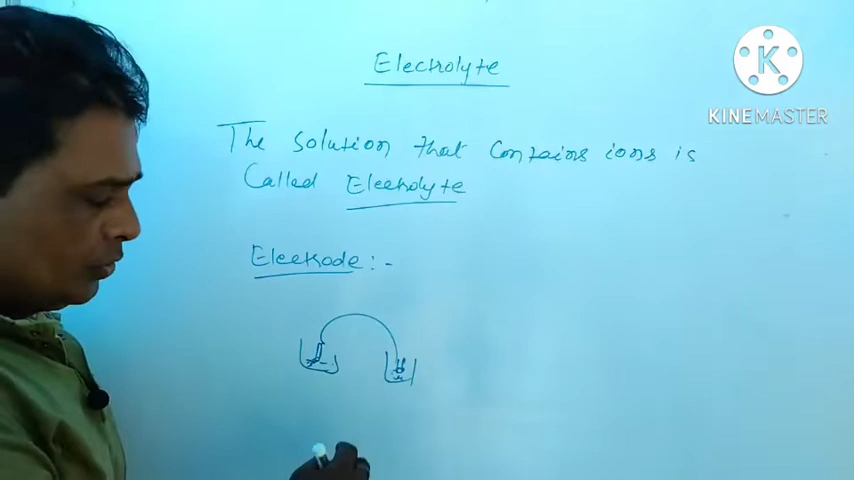 Electrolyte
KINEMASTER
The Solution that Contains ions is
Called Electrolyte
Electrode:-